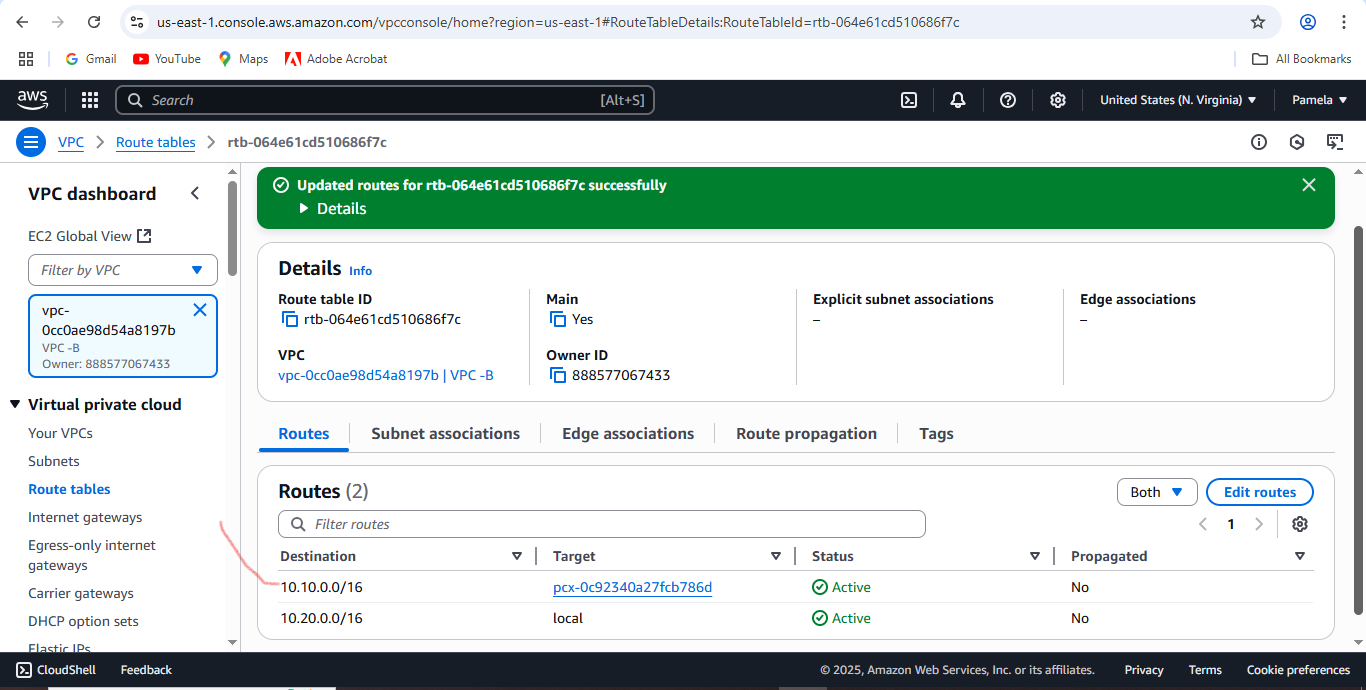 us-east-1.console.aws.amazon.com/vpcconsole/home?region=us-east-1#RouteTableDetails:RouteTableId=rtb-064e61cd510686f7c
Gmail YouTube Maps Adobe Acrobat All Bookmarks
aws Search [Alt+S] United States (N. Virginia) Pamela
VPC Route tables rtb-064e61cd510686f7c
VPC dashboard
EC2 Global View
Filter by VPC
vpc-
0cc0ae98d54a8197b
VPC -B
Owner: 888577067433
Virtual private cloud
Your VPCs
Subnets
Route tables
Internet gateways
Egress-only internet
gateways
Carrier gateways
DHCP option sets
Elastic IPs
Updated routes for rtb-064e61cd510686f7c successfully
Details
Details Info
Route table ID
rtb-064e61cd510686f7c
Main
Yes
Explicit subnet associations
–
Edge associations
–
VPC
vpc-0cc0ae98d54a8197b | VPC -B
Owner ID
888577067433
Routes Subnet associations Edge associations Route propagation Tags
Routes (2) Both Edit routes
Filter routes 1
Destination Target Status Propagated
10.10.0.0/16 pcx-0c92340a27fcb786d Active No
10.20.0.0/16 local Active No
CloudShell Feedback © 2025, Amazon Web Services, Inc. or its affiliates. Privacy Terms Cookie preferences